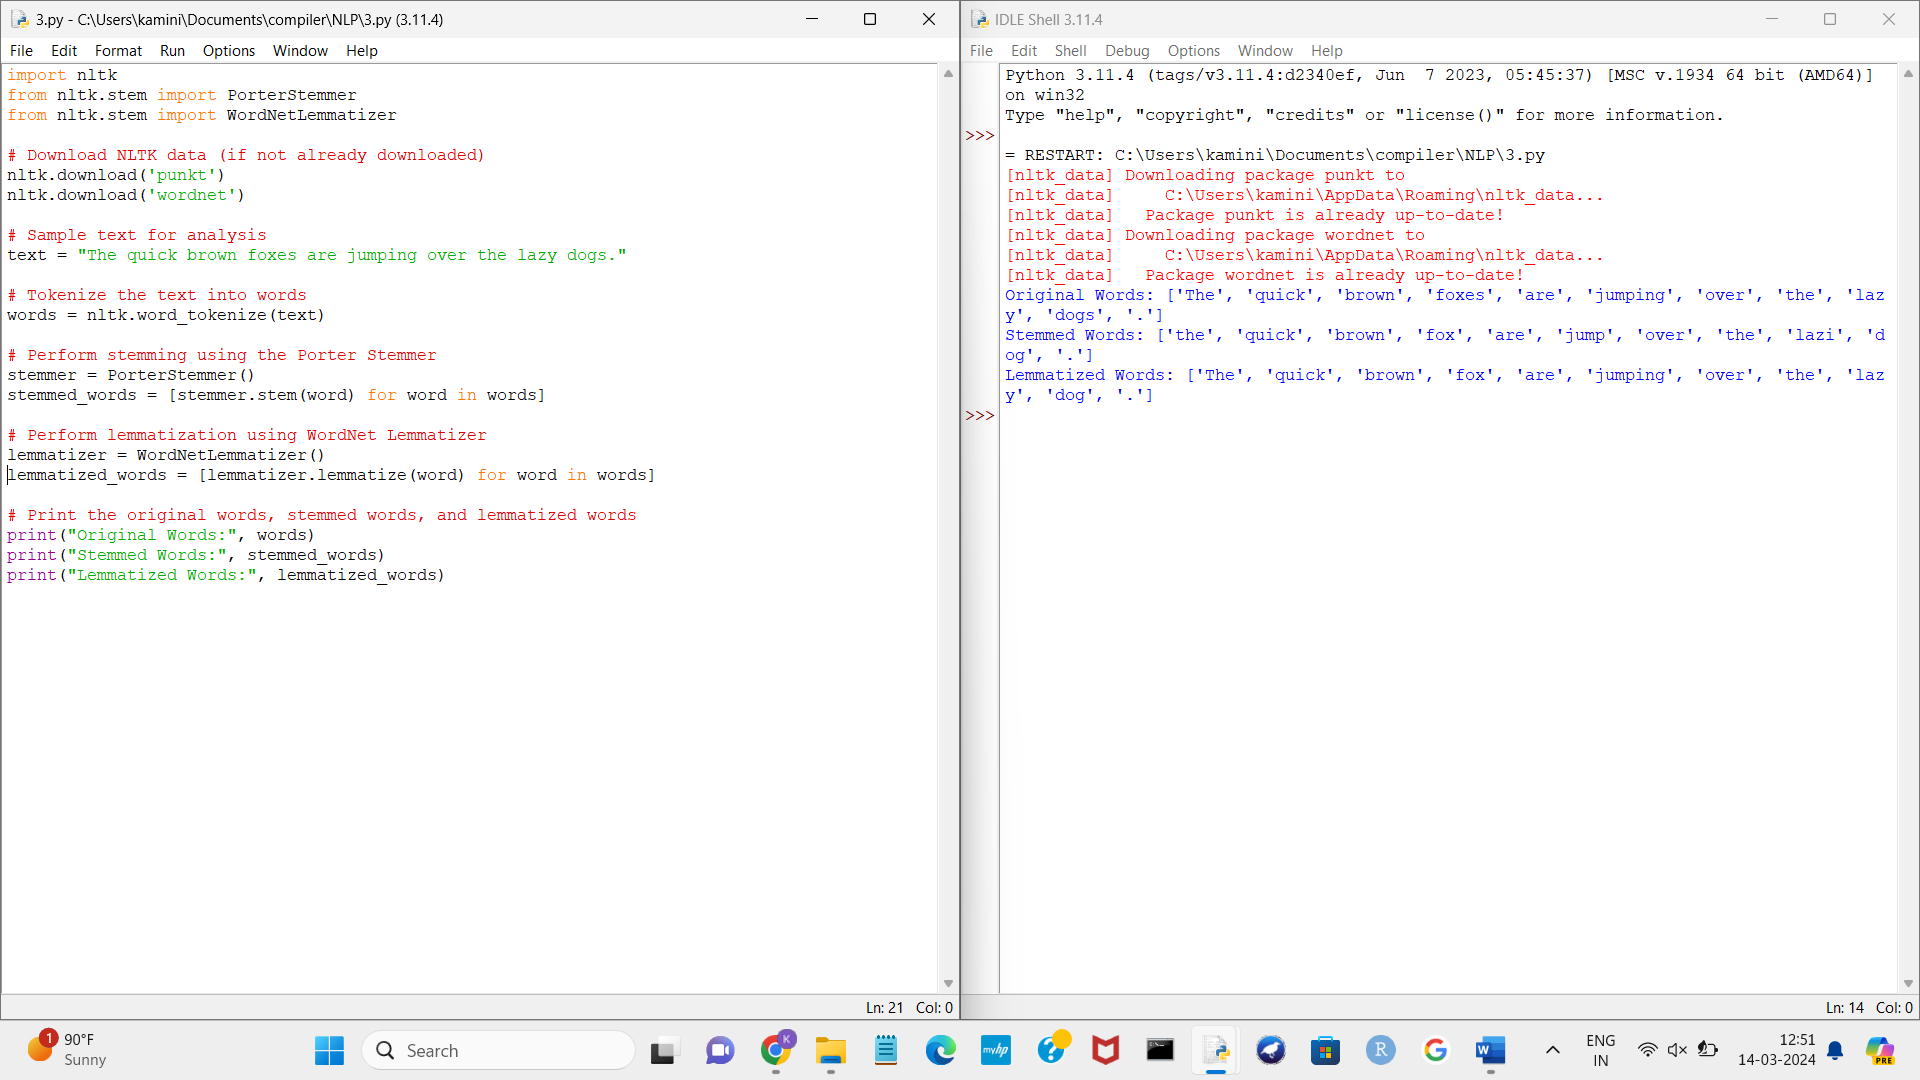 3.py - C:\Users\kamini\Documents\compiler\NLP\3.py (3.11.4)
File Edit Format Run Options Window Help
import nltk
from nltk.stem import PorterStemmer
from nltk.stem import WordNetLemmatizer
# Download NLTK data (if not already downloaded)
nltk.download('punkt')
nltk.download('wordnet')
# Sample text for analysis
text = "The quick brown foxes are jumping over the lazy dogs."
# Tokenize the text into words
words = nltk.word_tokenize(text)
# Perform stemming using the Porter Stemmer
stemmer = PorterStemmer()
stemmed_words = [stemmer.stem(word) for word in words]
# Perform lemmatization using WordNet Lemmatizer
lemmatizer = WordNetLemmatizer()
lemmatized_words = [lemmatizer.lemmatize(word) for word in words]
# Print the original words, stemmed words, and lemmatized words
print("Original Words:", words)
print("Stemmed Words:", stemmed_words)
print("Lemmatized Words:", lemmatized_words)
Ln: 21 Col: 0
IDLE Shell 3.11.4
File Edit Shell Debug Options Window Help
Python 3.11.4 (tags/v3.11.4:d2340ef, Jun  7 2023, 05:45:37) [MSC v.1934 64 bit (AMD64)]
on win32
Type "help", "copyright", "credits" or "license()" for more information.
>>>
= RESTART: C:\Users\kamini\Documents\compiler\NLP\3.py
[nltk_data] Downloading package punkt to
[nltk_data]     C:\Users\kamini\AppData\Roaming\nltk_data...
[nltk_data]   Package punkt is already up-to-date!
[nltk_data] Downloading package wordnet to
[nltk_data]     C:\Users\kamini\AppData\Roaming\nltk_data...
[nltk_data]   Package wordnet is already up-to-date!
Original Words: ['The', 'quick', 'brown', 'foxes', 'are', 'jumping', 'over', 'the', 'laz
y', 'dogs', '.']
Stemmed Words: ['the', 'quick', 'brown', 'fox', 'are', 'jump', 'over', 'the', 'lazi', 'd
og', '.']
Lemmatized Words: ['The', 'quick', 'brown', 'fox', 'are', 'jumping', 'over', 'the', 'laz
y', 'dog', '.']
>>>
Ln: 14 Col: 0
1
90°F
Sunny
Search
K
myhp
?
R
G
W
ENG
IN
12:51
14-03-2024
PRE